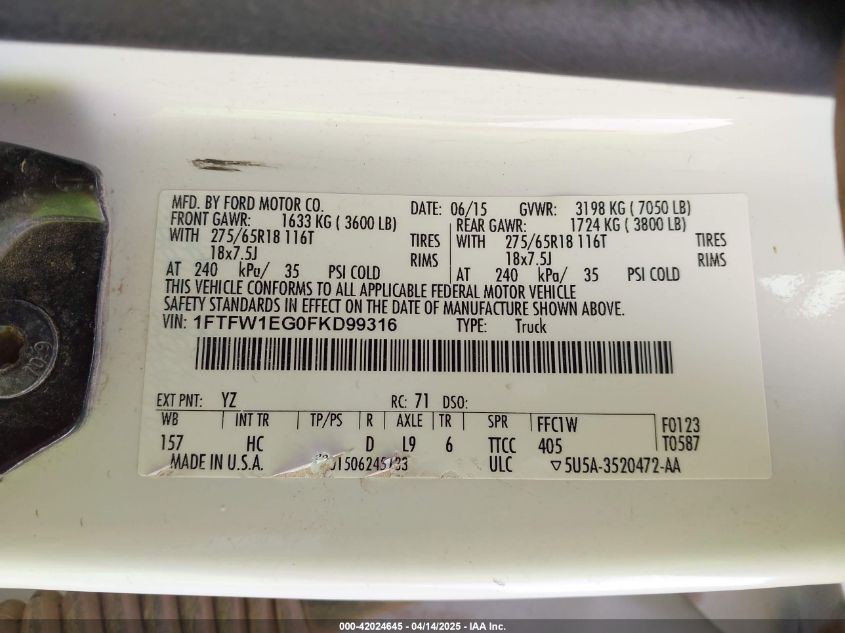 MFD. BY FORD MOTOR CO. DATE: 06/15 GVWR: 3198 KG ( 7050 LB)
FRONT GAWR: 1633 KG ( 3600 LB) REAR GAWR: 1724 KG ( 3800 LB)
WITH 275/65R18 116T TIRES WITH 275/65R18 116T TIRES
18x7.5J RIMS 18x7.5J RIMS
AT 240 kPa/ 35 PSI COLD AT 240 kPa/ 35 PSI COLD
THIS VEHICLE CONFORMS TO ALL APPLICABLE FEDERAL MOTOR VEHICLE
SAFETY STANDARDS IN EFFECT ON THE DATE OF MANUFACTURE SHOWN ABOVE.
VIN: 1FTFW1EG0FKD99316 TYPE: Truck
EXT PNT: YZ RC: 71 DSO:
WB INT TR TP/PS R AXLE TR SPR FFC1W F0123
157 HC D L9 6 TTCC 405 T0587
MADE IN U.S.A. ULC ▽5U5A-3520472-AA
000-42024645 - 04/14/2025 - IAA Inc.